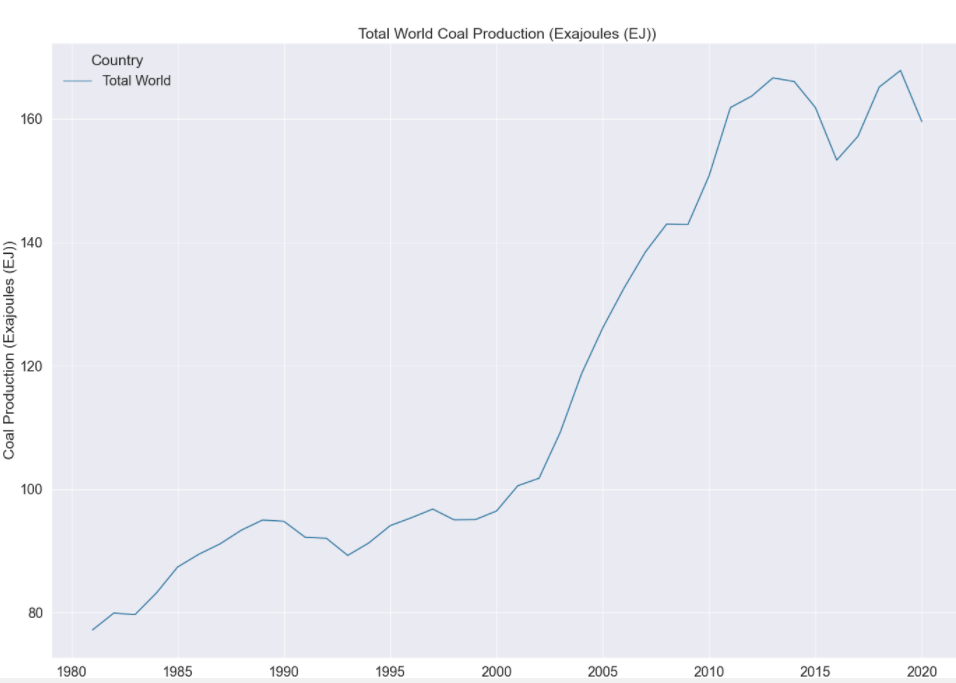 Total World Coal Production (Exajoules (EJ))
Country
Total World
Coal Production (Exajoules (EJ))
160
140
120
100
80
1980 1985 1990 1995 2000 2005 2010 2015 2020